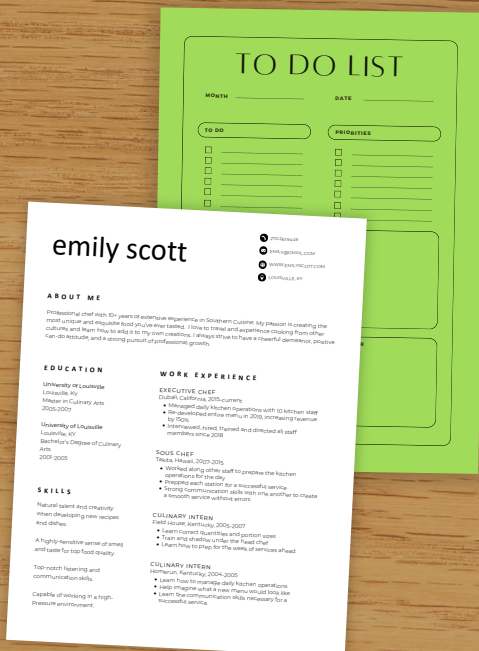 TO DO LIST
MONTH
DATE
TO DO
PRIORITIES
emily scott
EMILY@GMAIL.COM
WWW.EMILYSCOTT.COM
LOUISVILLE, KY
ABOUT ME
Professional chef with 10+ years of extensive experience in Southern Cuisine. My passion is creating the
most unique and exquisite food you've ever tasted. I love to travel and experience cooking from other
cultures and learn how to add it to my own creations. I always strive to have a cheerful demeanor, positive
can-do attitude, and a strong pursuit of professional growth.
EDUCATION
University of Louisville
Louisville, KY
Master in Culinary Arts
2005-2007
University of Louisville
Louisville, KY
Bachelor's Degree of Culinary
Arts
2001-2005
SKILLS
Natural talent and creativity
when developing new recipes
and dishes.
A highly-sensitive sense of smell
and taste for top food quality.
Top-notch listening and
communication skills.
Capable of working in a high-
Pressure environment.
WORK EXPERIENCE
EXECUTIVE CHEF
Duball, California, 2015-current
Managed daily kitchen operations with 10 kitchen staff
Re-developed entire menu in 2019, increasing revenue
by 150%
Interviewed, hired, trained and directed all staff
members since 2018
SOUS CHEF
Tasita, Hawaii, 2007-2015
Worked along other staff to prepare the kitchen
operations for the day
Prepped each station for a successful service
Strong communication skills with one another to create
a smooth service without errors
CULINARY INTERN
Field House, Kentucky, 2005-2007
Learn correct quantities and portion sizes
Train and shadow under the head chef
Learn how to prep for the week of services ahead
CULINARY INTERN
Homerun, Kentucky, 2004-2005
Learn how to manage daily kitchen operations
Help imagine what a new menu would look like
Learn the communication skills necessary for a
successful service